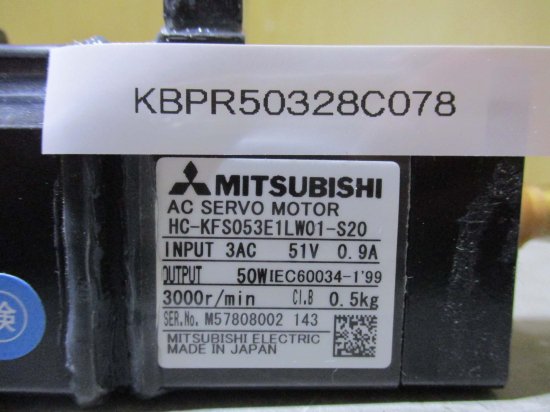 KBPR50328C078
MITSUBISHI
AC SERVO MOTOR
HC-KFS053E1LW01-S20
INPUT 3AC 51V 0.9A
OUTPUT 50W IEC60034-1'99
3000r/min CI.B 0.5kg
SER.No. M57808002 143
MITSUBISHI ELECTRIC
MADE IN JAPAN
検